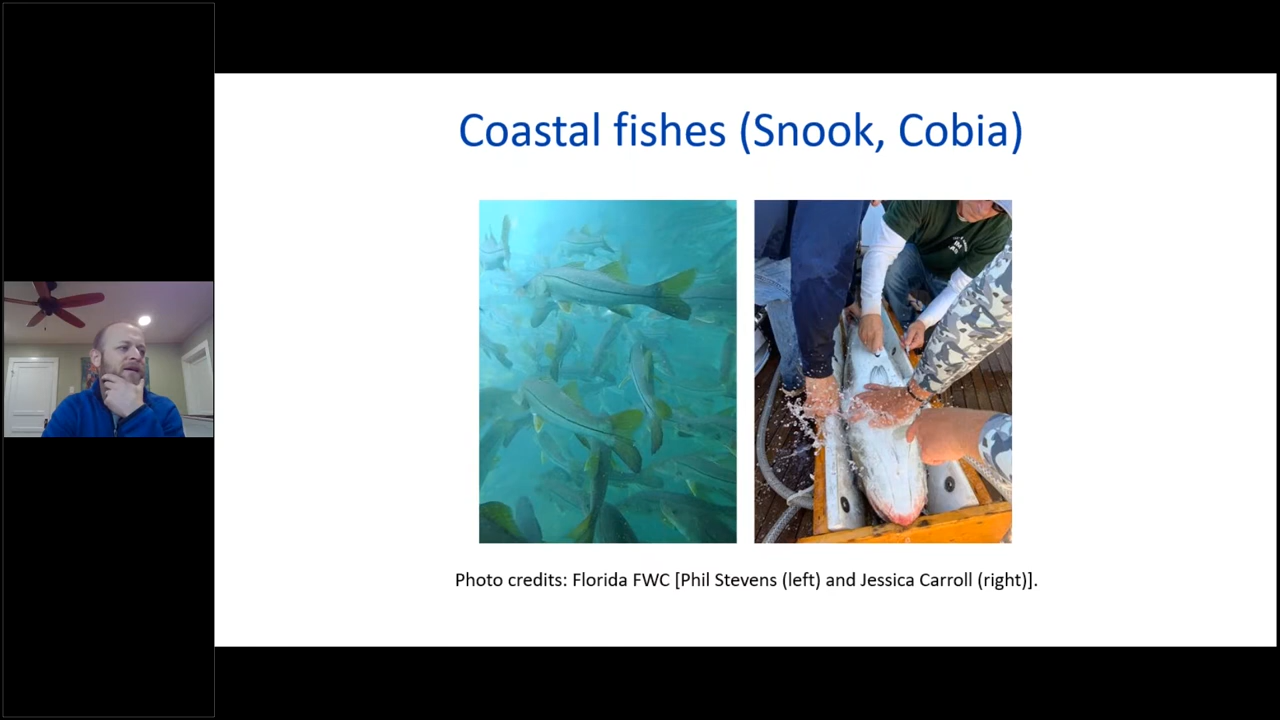 Coastal fishes (Snook, Cobia)
Photo credits: Florida FWC [Phil Stevens (left) and Jessica Carroll (right)].